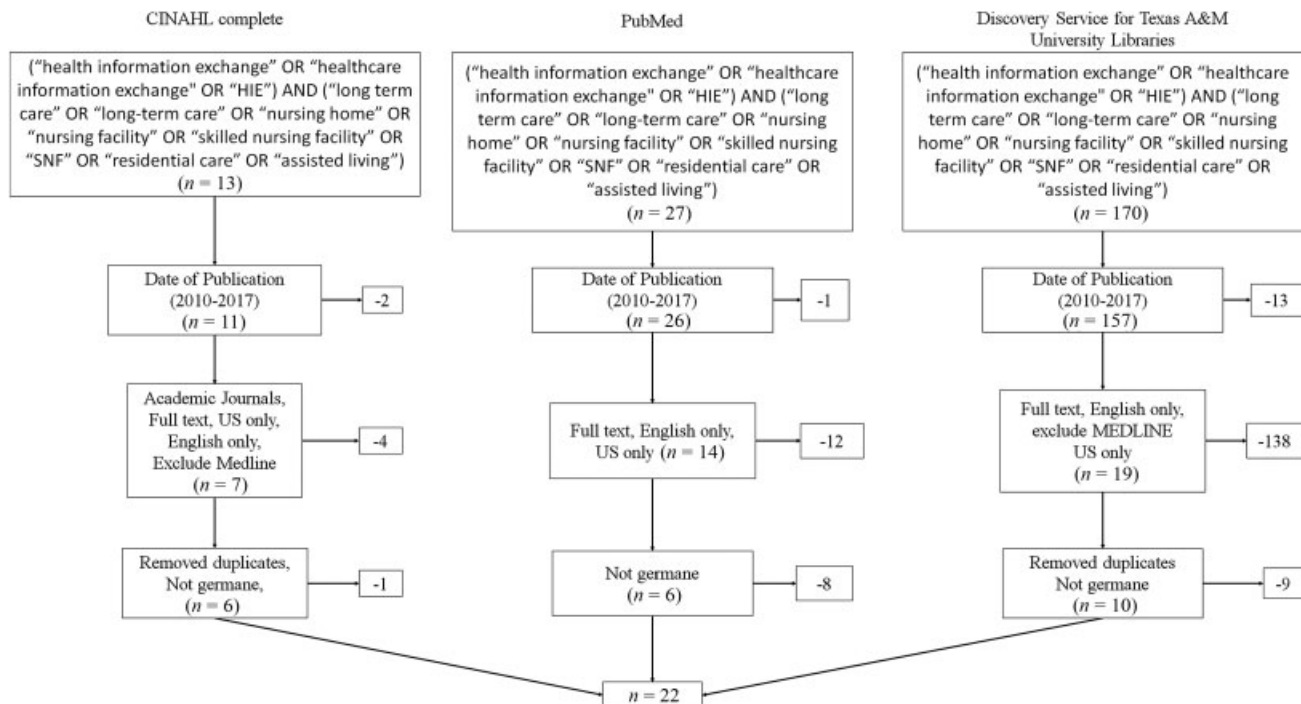 CINAHL complete
("health information exchange" OR "healthcare
information exchange" OR "HIE") AND ("long term
care" OR "long-term care" OR "nursing home" OR
"nursing facility" OR "skilled nursing facility" OR
"SNF" OR "residential care" OR "assisted living")
(n = 13)
Date of Publication
(2010-2017)
(n = 11)
-2
Academic Journals,
Full text, US only,
English only,
Exclude Medline
(n = 7)
-4
Removed duplicates,
Not germane,
(n = 6)
-1
PubMed
("health information exchange" OR "healthcare
information exchange" OR "HIE") AND ("long
term care" OR "long-term care" OR "nursing
home" OR "nursing facility" OR "skilled nursing
facility" OR "SNF" OR "residential care" OR
"assisted living")
(n = 27)
Date of Publication
(2010-2017)
(n = 26)
-1
Full text, English only,
US only (n = 14)
-12
Not germane
(n = 6)
-8
Discovery Service for Texas A&M
University Libraries
("health information exchange" OR "healthcare
information exchange" OR "HIE") AND ("long
term care" OR "long-term care" OR "nursing
home" OR "nursing facility" OR "skilled nursing
facility" OR "SNF" OR "residential care" OR
"assisted living")
(n = 170)
Date of Publication
(2010-2017)
(n = 157)
-13
Full text, English only,
exclude MEDLINE
US only
(n = 19)
-138
Removed duplicates
Not germane
(n = 10)
-9
n = 22